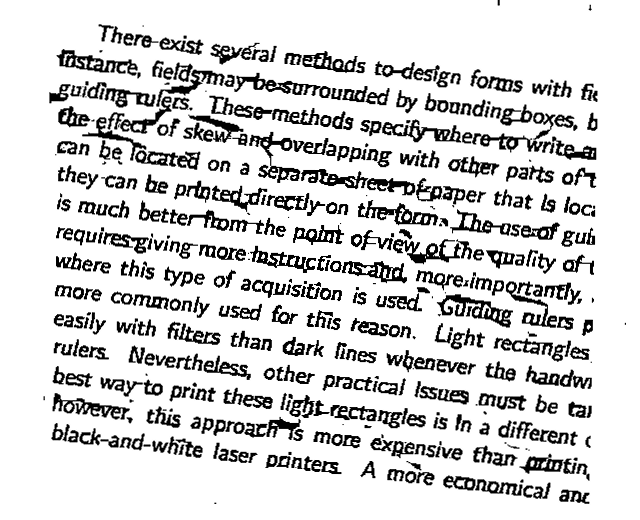 There exist several methods to design forms with fie
instance, fields may be surrounded by bounding boxes, b
guiding rulers. These methods specify where to write an
the effect of skew and overlapping with other parts of t
can be located on a separate sheet of paper that is loca
they can be printed directly on the form. The use of guid
is much better from the point of view of the quality of t
requires giving more instructions and, more importantly,
where this type of acquisition is used. Guiding rulers p
more commonly used for this reason. Light rectangles
easily with filters than dark lines whenever the handwr
rulers. Nevertheless, other practical issues must be tak
best way to print these light rectangles is in a different c
however, this approach is more expensive than printin
black-and-white laser printers. A more economical and